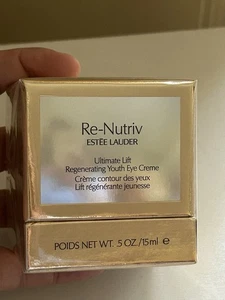 Re-Nutriv
ESTĒE LAUDER
Ultimate Lift
Regenerating Youth Eye Creme
Crème contour des yeux
Lift régénérante jeunesse
POIDS NET WT. .5 OZ./15ml ℮